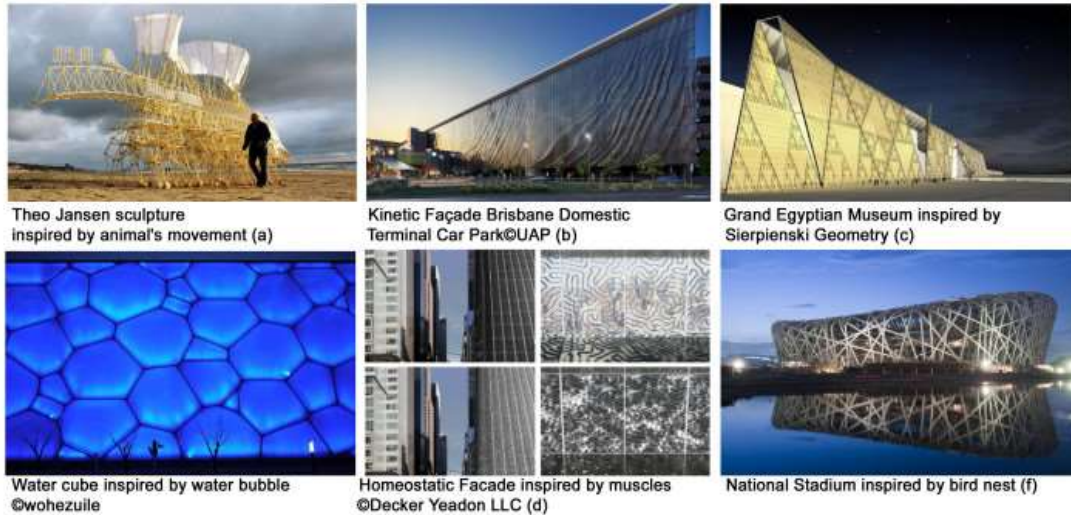 Theo Jansen sculpture
inspired by animal's movement (a)
Kinetic Façade Brisbane Domestic
Terminal Car Park©UAP (b)
Grand Egyptian Museum inspired by
Sierpienski Geometry (c)
Water cube inspired by water bubble
©wohezuile
Homeostatic Facade inspired by muscles
©Decker Yeadon LLC (d)
National Stadium inspired by bird nest (f)